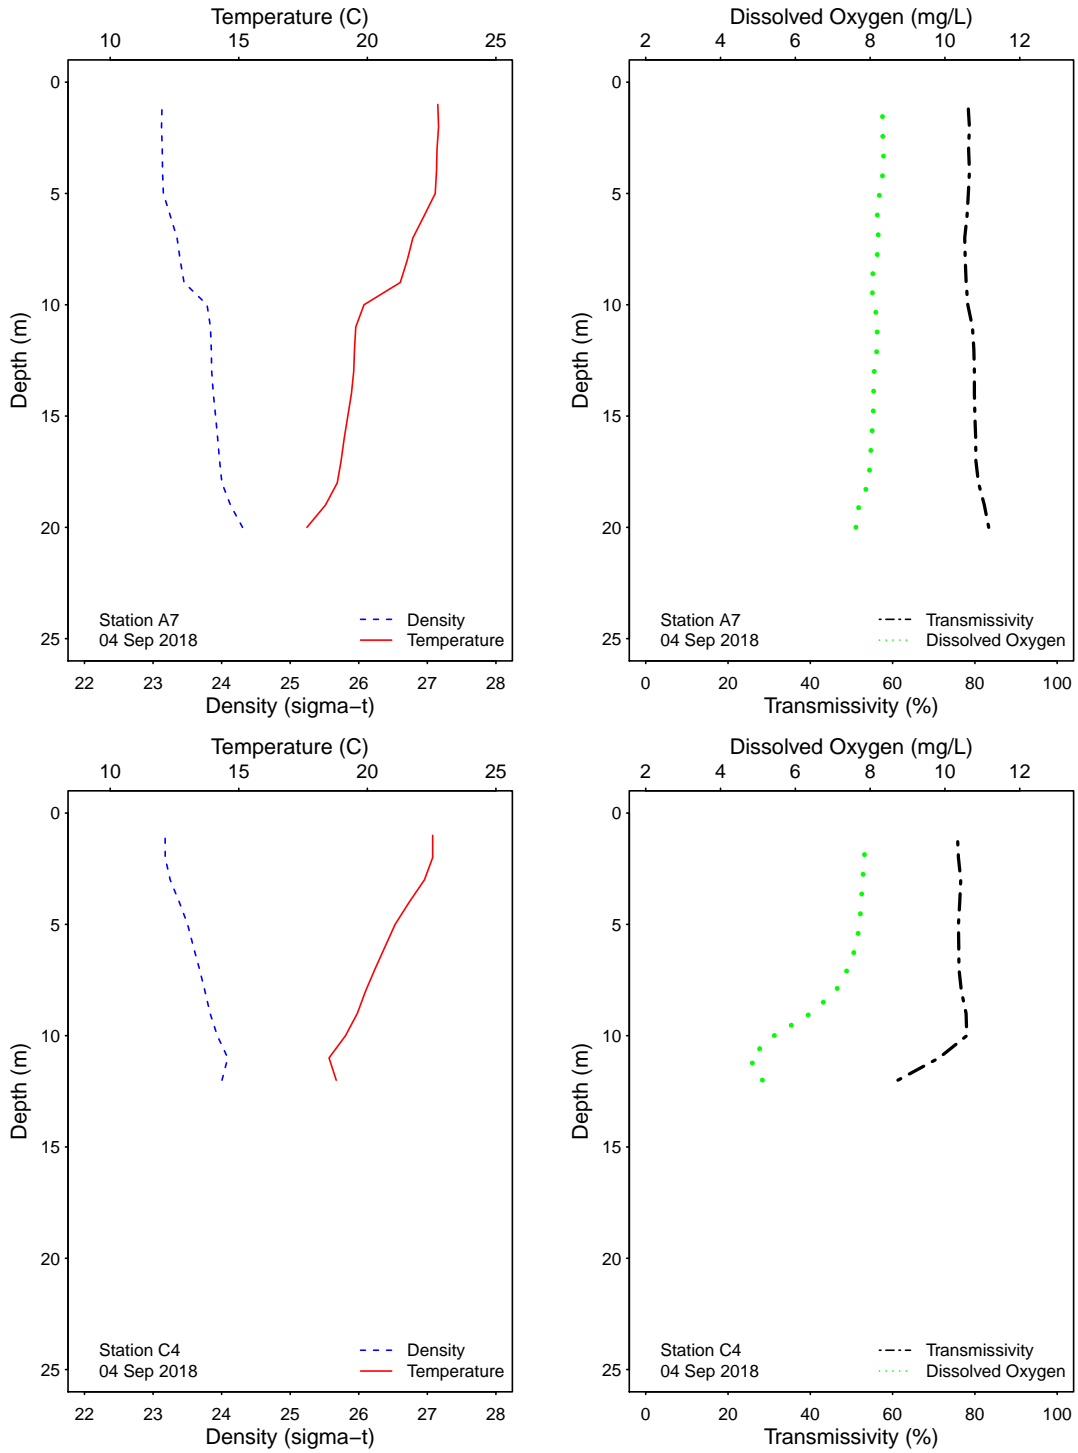 Temperature (C)
10 15 20 25
0
5
10
15
20
25
Depth (m)
Station A7
04 Sep 2018
Density
Temperature
22 23 24 25 26 27 28
Density (sigma−t)
Dissolved Oxygen (mg/L)
2 4 6 8 10 12
0
5
10
15
20
25
Depth (m)
Station A7
04 Sep 2018
Transmissivity
Dissolved Oxygen
0 20 40 60 80 100
Transmissivity (%)
Temperature (C)
10 15 20 25
0
5
10
15
20
25
Depth (m)
Station C4
04 Sep 2018
Density
Temperature
22 23 24 25 26 27 28
Density (sigma−t)
Dissolved Oxygen (mg/L)
2 4 6 8 10 12
0
5
10
15
20
25
Depth (m)
Station C4
04 Sep 2018
Transmissivity
Dissolved Oxygen
0 20 40 60 80 100
Transmissivity (%)